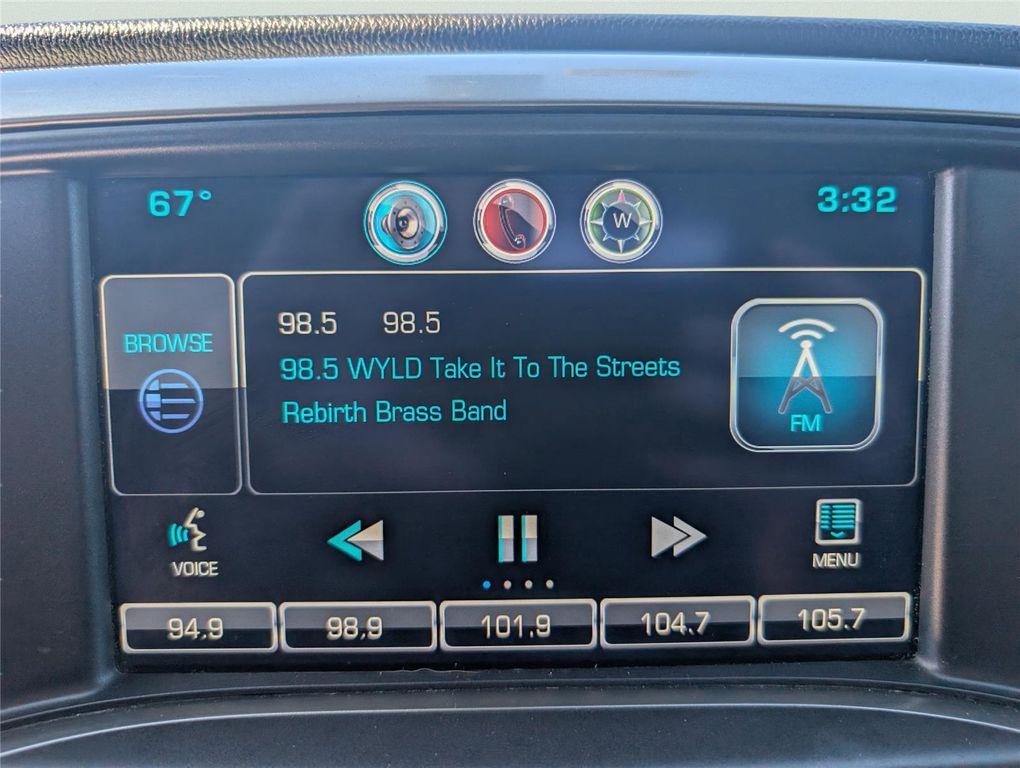 67°
W
3:32
BROWSE
98.5 98.5
98.5 WYLD Take It To The Streets
Rebirth Brass Band
FM
VOICE
MENU
94.9
98.9
101.9
104.7
105.7